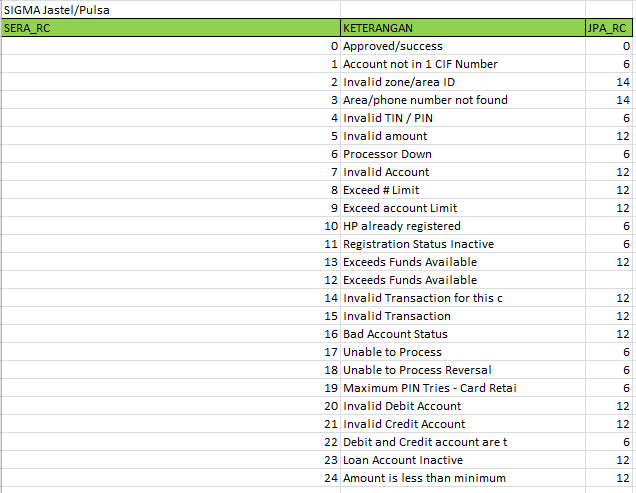 SIGMA Jastel/Pulsa
SERA_RC KETERANGAN JPA_RC
0 Approved/success 0
1 Account not in 1 CIF Number 6
2 Invalid zone/area ID 14
3 Area/phone number not found 14
4 Invalid TIN / PIN 6
5 Invalid amount 12
6 Processor Down 6
7 Invalid Account 12
8 Exceed # Limit 12
9 Exceed account Limit 12
10 HP already registered 6
11 Registration Status Inactive 6
13 Exceeds Funds Available 12
12 Exceeds Funds Available
14 Invalid Transaction for this c 12
15 Invalid Transaction 12
16 Bad Account Status 12
17 Unable to Process 6
18 Unable to Process Reversal 6
19 Maximum PIN Tries - Card Retai 6
20 Invalid Debit Account 12
21 Invalid Credit Account 12
22 Debit and Credit account are t 6
23 Loan Account Inactive 12
24 Amount is less than minimum 12